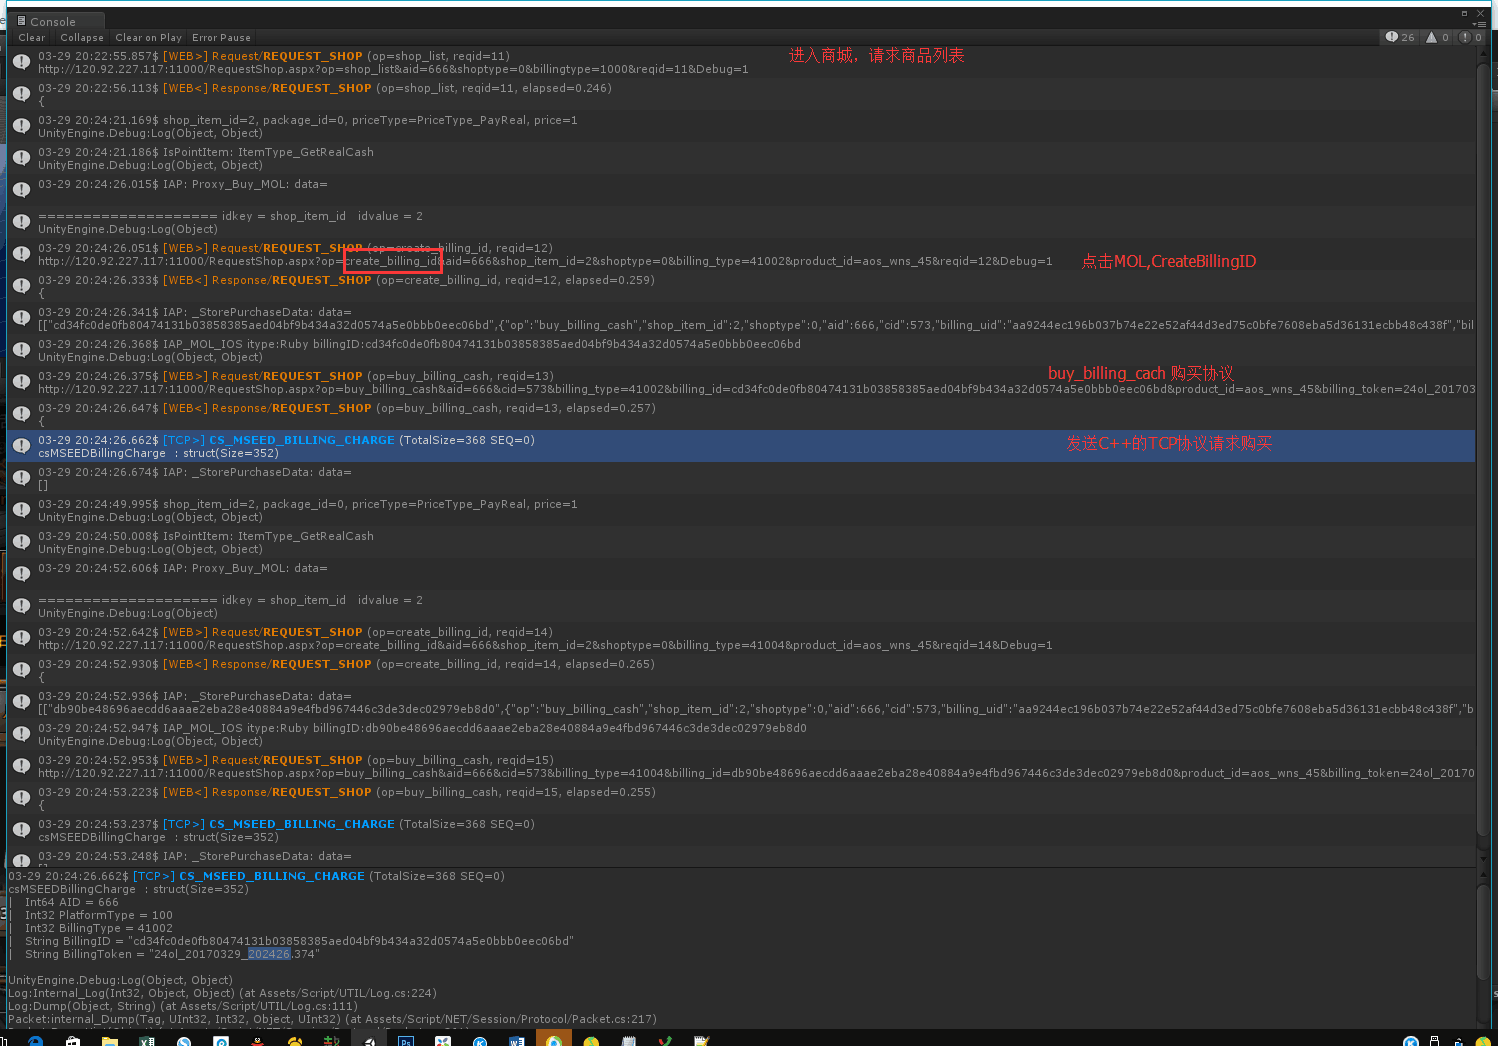 Console
Clear Collapse Clear on Play Error Pause 26 0 0
03-29 20:22:55.857$ [WEB>] Request/REQUEST_SHOP (op=shop_list, reqid=11)
进入商城，请求商品列表
http://120.92.227.117:11000/RequestShop.aspx?op=shop_list&aid=666&shoptype=0&billingtype=1000&reqid=11&Debug=1
03-29 20:22:56.113$ [WEB<] Response/REQUEST_SHOP (op=shop_list, reqid=11, elapsed=0.246)
{
03-29 20:24:21.169$ shop_item_id=2, package_id=0, priceType=PriceType_PayReal, price=1
UnityEngine.Debug:Log(Object, Object)
03-29 20:24:21.186$ IsPointItem: ItemType_GetRealCash
UnityEngine.Debug:Log(Object, Object)
03-29 20:24:26.015$ IAP: Proxy_Buy_MOL: data=
==================== idkey = shop_item_id idvalue = 2
UnityEngine.Debug:Log(Object)
03-29 20:24:26.051$ [WEB>] Request/REQUEST_SHOP (op=create_billing_id, reqid=12)
http://120.92.227.117:11000/RequestShop.aspx?op=create_billing_id&aid=666&shop_item_id=2&shoptype=0&billing_type=41002&product_id=aos_wns_45&reqid=12&Debug=1
点击MOL,CreateBillingID
03-29 20:24:26.333$ [WEB<] Response/REQUEST_SHOP (op=create_billing_id, reqid=12, elapsed=0.259)
{
03-29 20:24:26.341$ IAP: _StorePurchaseData: data=
[["cd34fc0de0fb80474131b03858385aed04bf9b434a32d0574a5e0bbb0eec06bd",{"op":"buy_billing_cash","shop_item_id":2,"shoptype":0,"aid":666,"cid":573,"billing_uid":"aa9244ec196b037b74e22e52af44d3ed75c0bfe7608eba5d36131ecbb48c438f","bil
03-29 20:24:26.368$ IAP_MOL_IOS itype:Ruby billingID:cd34fc0de0fb80474131b03858385aed04bf9b434a32d0574a5e0bbb0eec06bd
UnityEngine.Debug:Log(Object, Object)
03-29 20:24:26.375$ [WEB>] Request/REQUEST_SHOP (op=buy_billing_cash, reqid=13)
buy_billing_cach 购买协议
http://120.92.227.117:11000/RequestShop.aspx?op=buy_billing_cash&aid=666&cid=573&billing_type=41002&billing_id=cd34fc0de0fb80474131b03858385aed04bf9b434a32d0574a5e0bbb0eec06bd&product_id=aos_wns_45&billing_token=24ol_201703
03-29 20:24:26.647$ [WEB<] Response/REQUEST_SHOP (op=buy_billing_cash, reqid=13, elapsed=0.257)
{
03-29 20:24:26.662$ [TCP>] CS_MSEED_BILLING_CHARGE (TotalSize=368 SEQ=0)
发送C++的TCP协议请求购买
csMSEEDBillingCharge : struct(Size=352)
03-29 20:24:26.674$ IAP: _StorePurchaseData: data=
[]
03-29 20:24:49.995$ shop_item_id=2, package_id=0, priceType=PriceType_PayReal, price=1
UnityEngine.Debug:Log(Object, Object)
03-29 20:24:50.008$ IsPointItem: ItemType_GetRealCash
UnityEngine.Debug:Log(Object, Object)
03-29 20:24:52.606$ IAP: Proxy_Buy_MOL: data=
==================== idkey = shop_item_id idvalue = 2
UnityEngine.Debug:Log(Object)
03-29 20:24:52.642$ [WEB>] Request/REQUEST_SHOP (op=create_billing_id, reqid=14)
http://120.92.227.117:11000/RequestShop.aspx?op=create_billing_id&aid=666&shop_item_id=2&shoptype=0&billing_type=41004&product_id=aos_wns_45&reqid=14&Debug=1
03-29 20:24:52.930$ [WEB<] Response/REQUEST_SHOP (op=create_billing_id, reqid=14, elapsed=0.265)
{
03-29 20:24:52.936$ IAP: _StorePurchaseData: data=
[["db90be48696aecdd6aaae2eba28e40884a9e4fbd967446c3de3dec02979eb8d0",{"op":"buy_billing_cash","shop_item_id":2,"shoptype":0,"aid":666,"cid":573,"billing_uid":"aa9244ec196b037b74e22e52af44d3ed75c0bfe7608eba5d36131ecbb48c438f","b
03-29 20:24:52.947$ IAP_MOL_IOS itype:Ruby billingID:db90be48696aecdd6aaae2eba28e40884a9e4fbd967446c3de3dec02979eb8d0
UnityEngine.Debug:Log(Object, Object)
03-29 20:24:52.953$ [WEB>] Request/REQUEST_SHOP (op=buy_billing_cash, reqid=15)
http://120.92.227.117:11000/RequestShop.aspx?op=buy_billing_cash&aid=666&cid=573&billing_type=41004&billing_id=db90be48696aecdd6aaae2eba28e40884a9e4fbd967446c3de3dec02979eb8d0&product_id=aos_wns_45&billing_token=24ol_20170
03-29 20:24:53.223$ [WEB<] Response/REQUEST_SHOP (op=buy_billing_cash, reqid=15, elapsed=0.255)
{
03-29 20:24:53.237$ [TCP>] CS_MSEED_BILLING_CHARGE (TotalSize=368 SEQ=0)
csMSEEDBillingCharge : struct(Size=352)
03-29 20:24:53.248$ IAP: _StorePurchaseData: data=
03-29 20:24:26.662$ [TCP>] CS_MSEED_BILLING_CHARGE (TotalSize=368 SEQ=0)
csMSEEDBillingCharge : struct(Size=352)
| Int64 AID = 666
| Int32 PlatformType = 100
| Int32 BillingType = 41002
| String BillingID = "cd34fc0de0fb80474131b03858385aed04bf9b434a32d0574a5e0bbb0eec06bd"
| String BillingToken = "24ol_20170329_202426.374"
UnityEngine.Debug:Log(Object, Object)
Log:Internal_Log(Int32, Object, Object) (at Assets/Script/UTIL/Log.cs:224)
Log:Dump(Object, String) (at Assets/Script/UTIL/Log.cs:111)
Packet:internal_Dump(Tag, UInt32, Int32, Object, UInt32) (at Assets/Script/NET/Session/Protocol/Packet.cs:217)